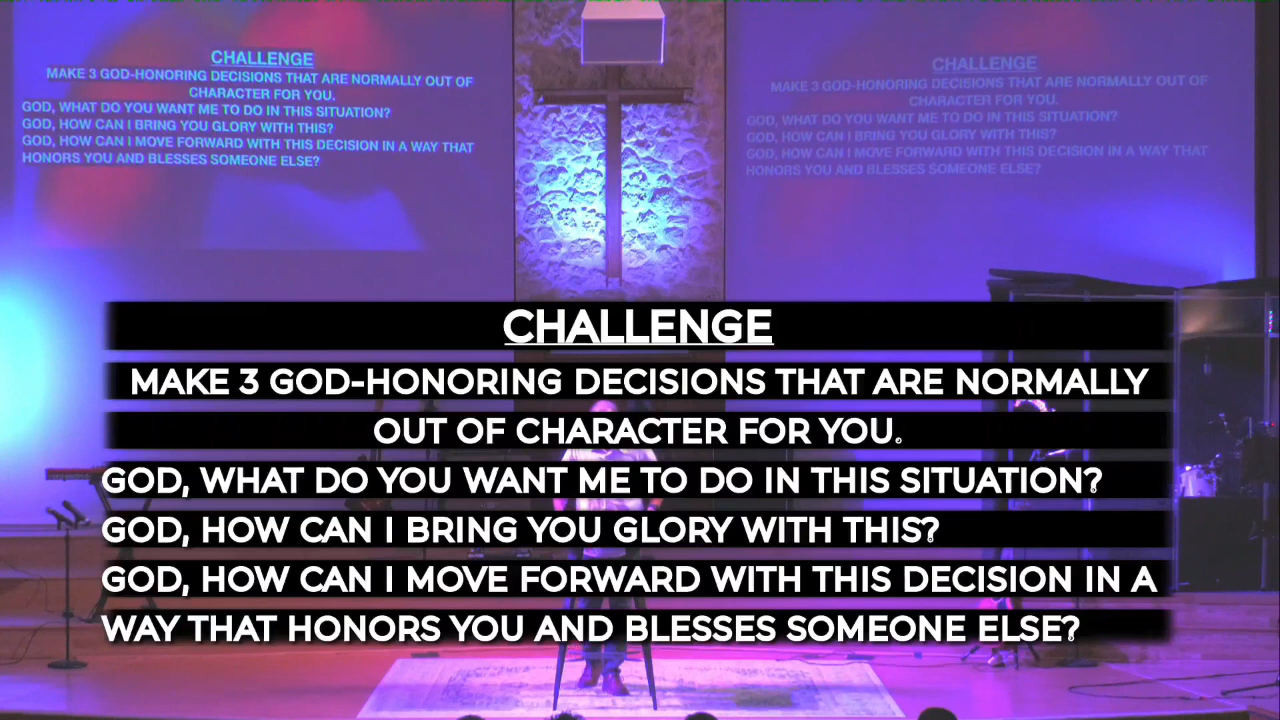 CHALLENGE
MAKE 3 GOD-HONORING DECISIONS THAT ARE NORMALLY OUT OF
CHARACTER FOR YOU.
GOD, WHAT DO YOU WANT ME TO DO IN THIS SITUATION?
GOD, HOW CAN I BRING YOU GLORY WITH THIS?
GOD, HOW CAN I MOVE FORWARD WITH THIS DECISION IN A WAY THAT
HONORS YOU AND BLESSES SOMEONE ELSE?
CHALLENGE
MAKE 3 GOD-HONORING DECISIONS THAT ARE NORMALLY OUT OF
CHARACTER FOR YOU.
GOD, WHAT DO YOU WANT ME TO DO IN THIS SITUATION?
GOD, HOW CAN I BRING YOU GLORY WITH THIS?
GOD, HOW CAN I MOVE FORWARD WITH THIS DECISION IN A WAY THAT
HONORS YOU AND BLESSES SOMEONE ELSE?
CHALLENGE
MAKE 3 GOD-HONORING DECISIONS THAT ARE NORMALLY
OUT OF CHARACTER FOR YOU.
GOD, WHAT DO YOU WANT ME TO DO IN THIS SITUATION?
GOD, HOW CAN I BRING YOU GLORY WITH THIS?
GOD, HOW CAN I MOVE FORWARD WITH THIS DECISION IN A
WAY THAT HONORS YOU AND BLESSES SOMEONE ELSE?